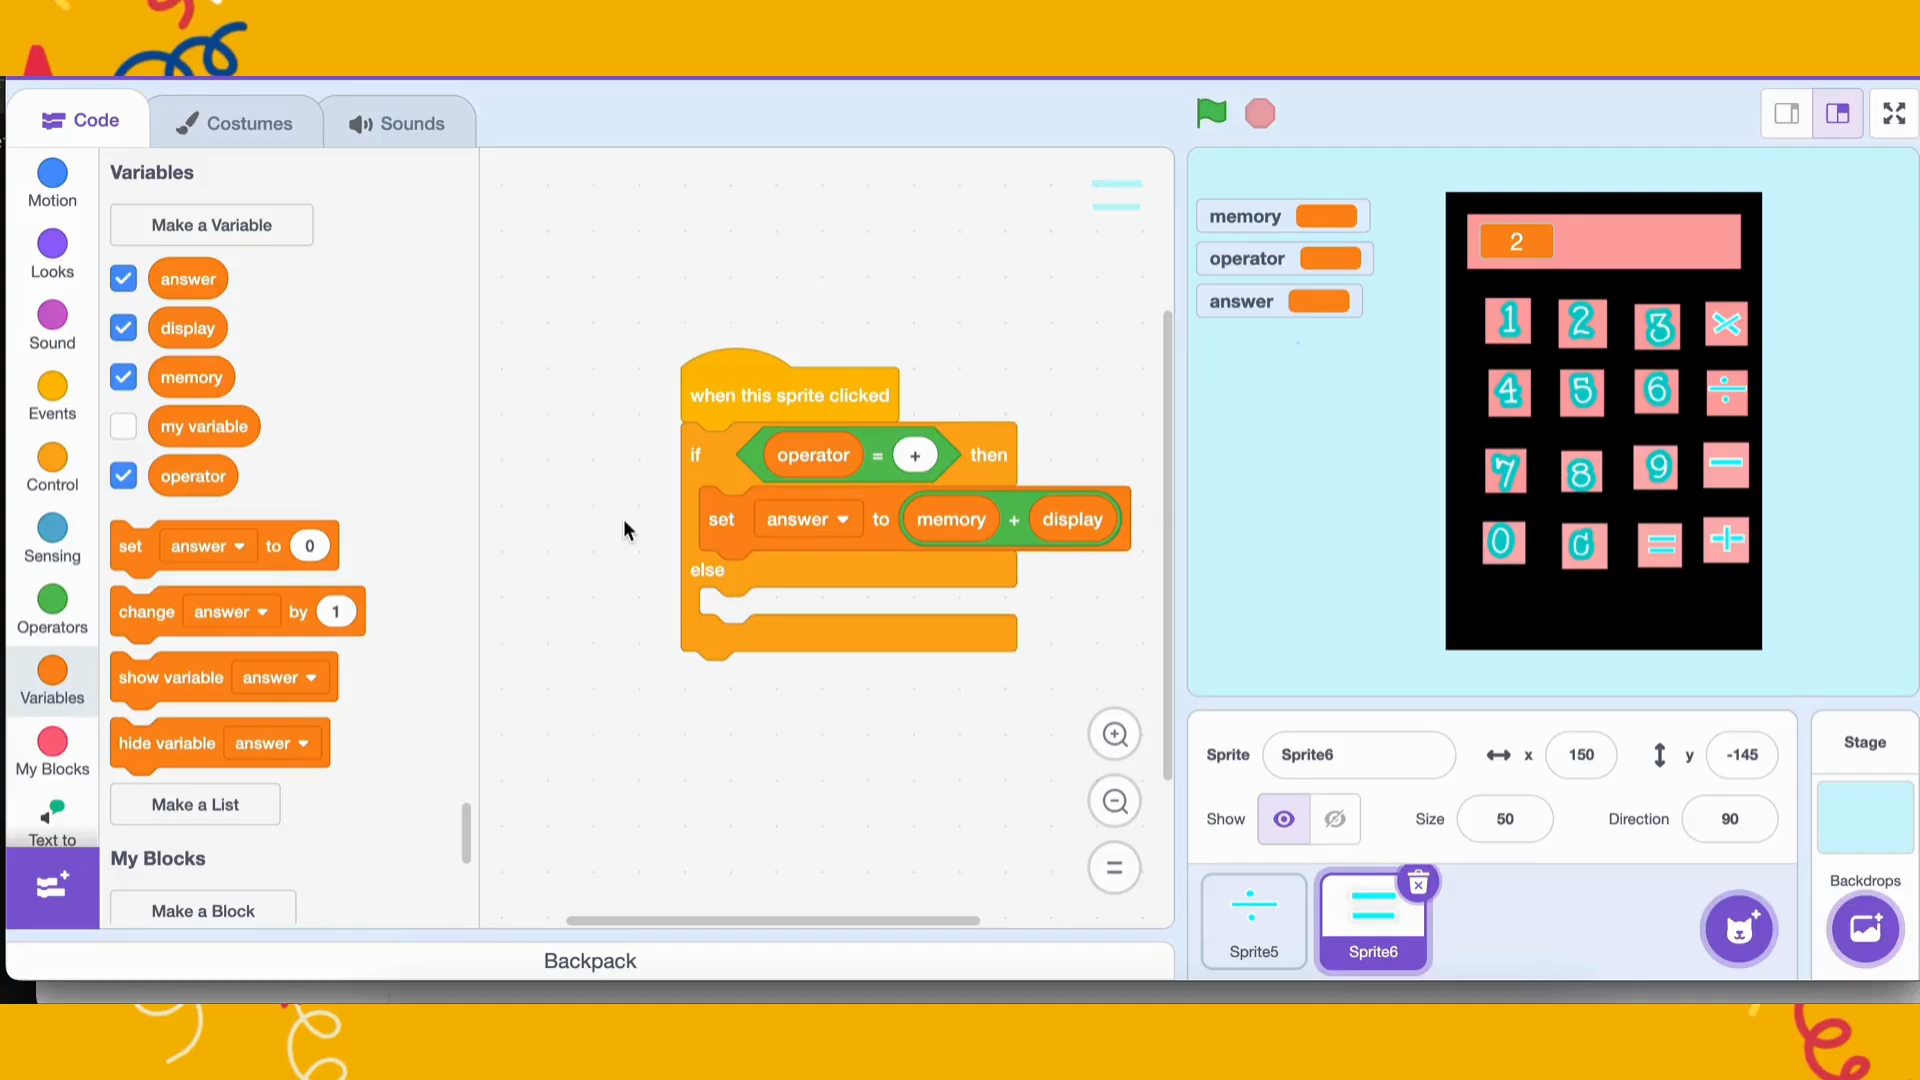 Code
Costumes
Sounds
Motion
Looks
Sound
Events
Control
Sensing
Operators
Variables
My Blocks
Text to
Variables
Make a Variable
answer
display
memory
my variable
operator
set answer to 0
change answer by 1
show variable answer
hide variable answer
Make a List
My Blocks
Make a Block
when this sprite clicked
if operator = + then
set answer to memory + display
else
Backpack
memory
operator
answer
2
1 2 3 ×
4 5 6 ÷
7 8 9 −
0 C = +
Sprite Sprite6 x 150 y -145
Show Size 50 Direction 90
Sprite5
Sprite6
Stage
Backdrops